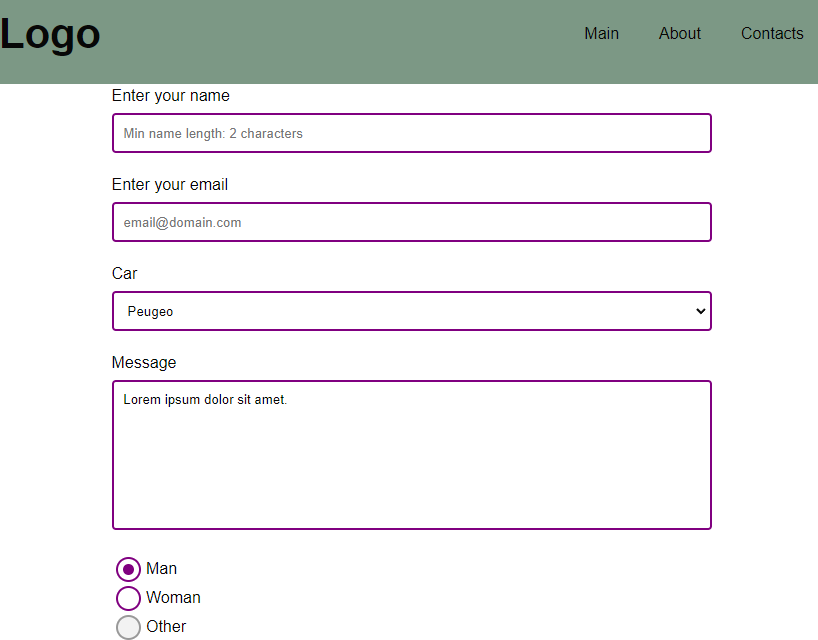 Logo
Main About Contacts
Enter your name
Min name length: 2 characters
Enter your email
email@domain.com
Car
Peugeo
Message
Lorem ipsum dolor sit amet.
Man
Woman
Other